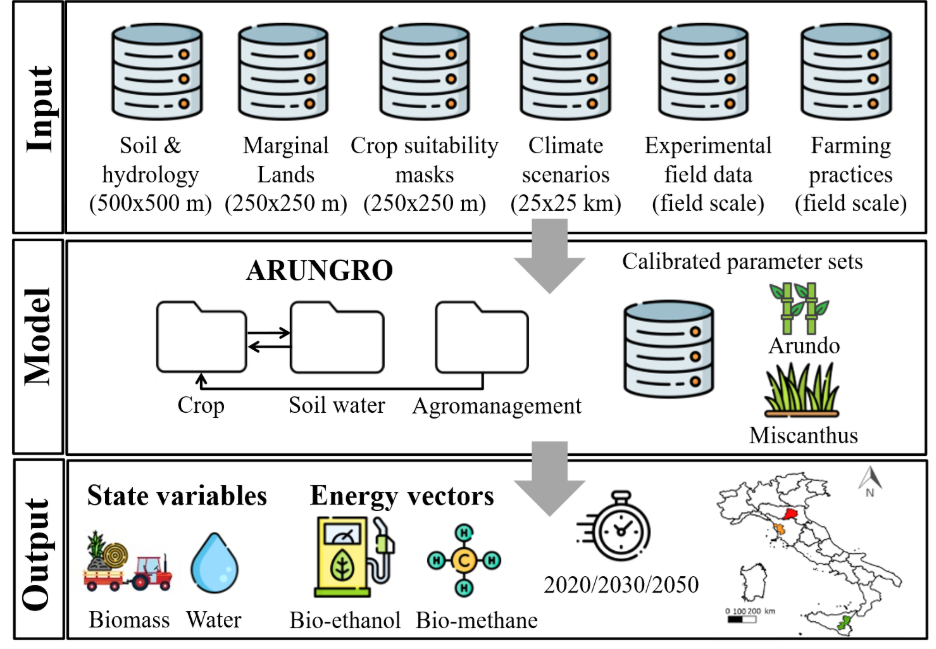 Input
Soil &
hydrology
(500x500 m)
Marginal
Lands
(250x250 m)
Crop suitability
masks
(250x250 m)
Climate
scenarios
(25x25 km)
Experimental
field data
(field scale)
Farming
practices
(field scale)
Model
ARUNGRO
Crop
Soil water
Agromanagement
Calibrated parameter sets
Arundo
Miscanthus
Output
State variables
Biomass
Water
Energy vectors
Bio-ethanol
H
H
C
H
H
Bio-methane
2020/2030/2050
N
0 100 200 km